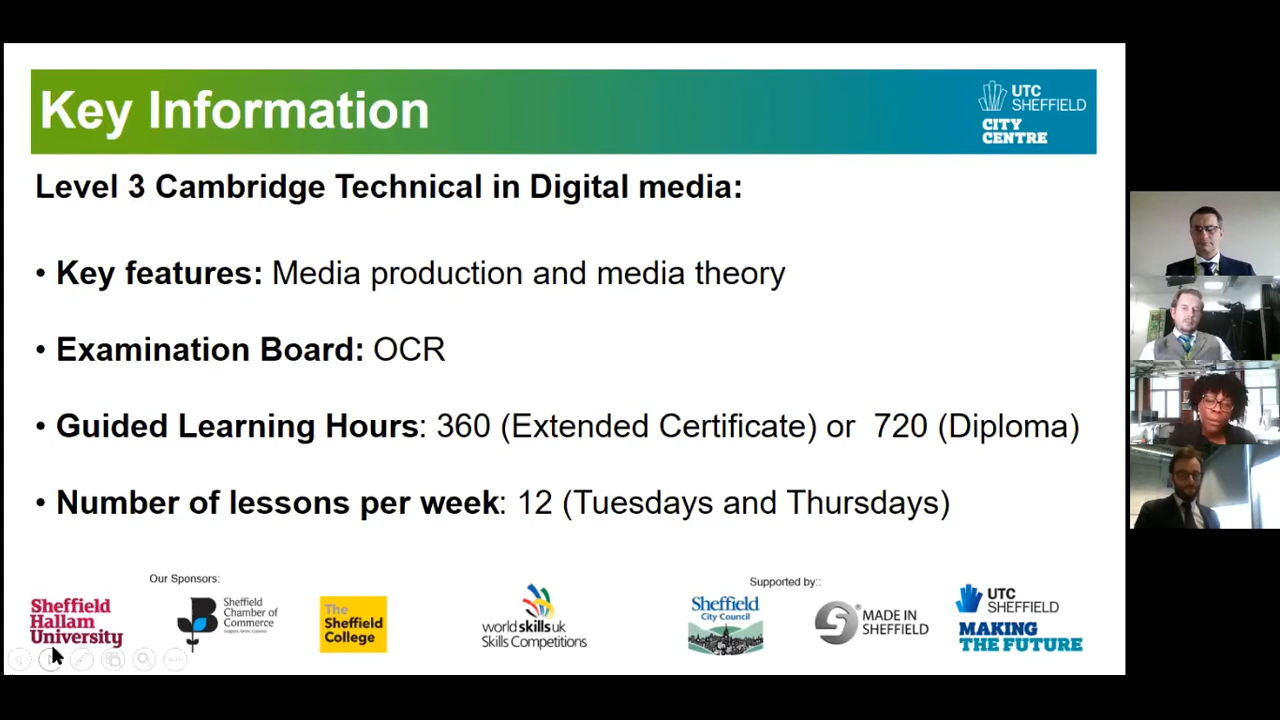 Key Information
UTC
SHEFFIELD
CITY
CENTRE
Level 3 Cambridge Technical in Digital media:
• Key features: Media production and media theory
• Examination Board: OCR
• Guided Learning Hours: 360 (Extended Certificate) or 720 (Diploma)
• Number of lessons per week: 12 (Tuesdays and Thursdays)
Our Sponsors:
Supported by::
Sheffield
Hallam
University
Sheffield
Chamber of
Commerce
The
Sheffield
College
worldskillsuk
Skills Competitions
Sheffield
City Council
MADE IN
SHEFFIELD
UTC
SHEFFIELD
MAKING
THE FUTURE